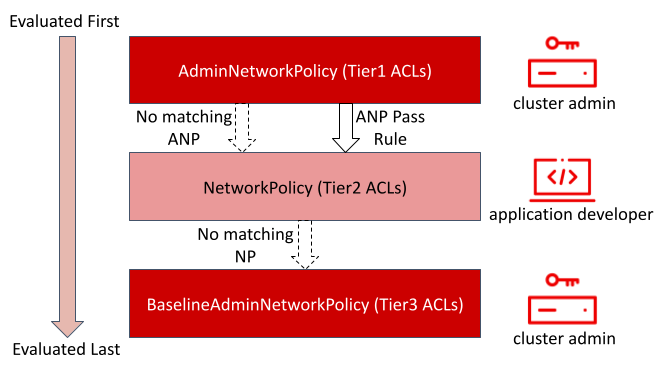 Evaluated First
AdminNetworkPolicy (Tier1 ACLs)
cluster admin
No matching
ANP
ANP Pass
Rule
NetworkPolicy (Tier2 ACLs)
</>
application developer
No matching
NP
BaselineAdminNetworkPolicy (Tier3 ACLs)
cluster admin
Evaluated Last